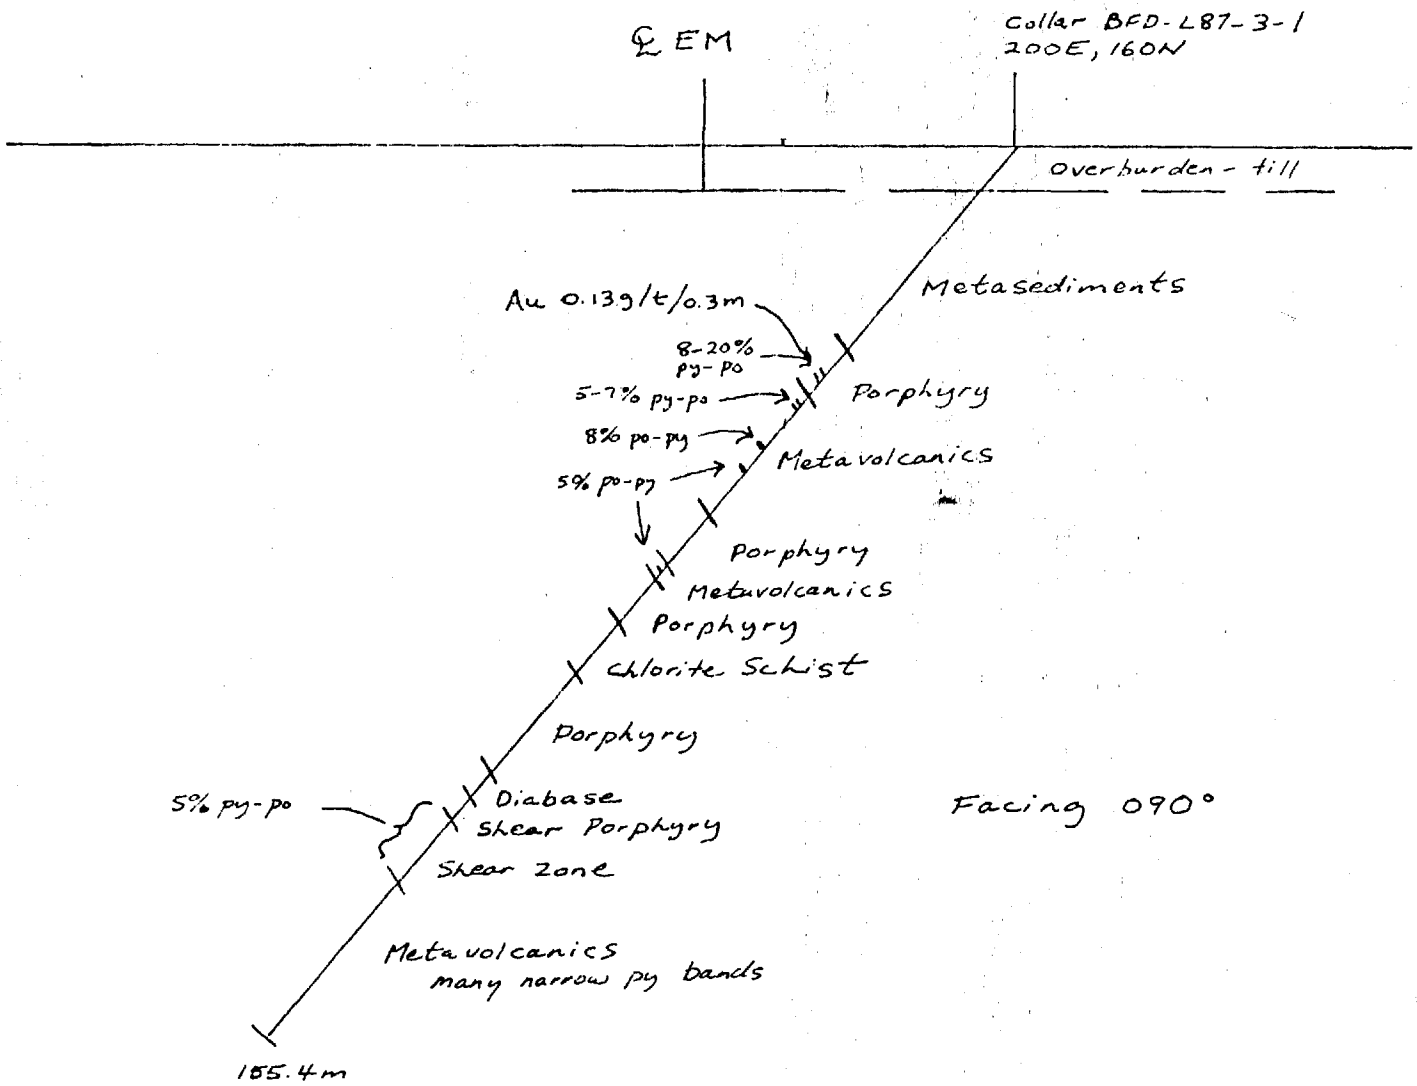 ℄ EM
Collar BFD-L87-3-1
200E, 160N
Overburden - till
Metasediments
Au 0.13g/t/0.3m
8-20%
py-po
5-7% py-po
Porphyry
8% po-py
Metavolcanics
5% po-py
Porphyry
Metavolcanics
Porphyry
Chlorite Schist
Porphyry
5% py-po
Diabase
Facing 090°
Shear Porphyry
Shear Zone
Metavolcanics
many narrow py bands
155.4m